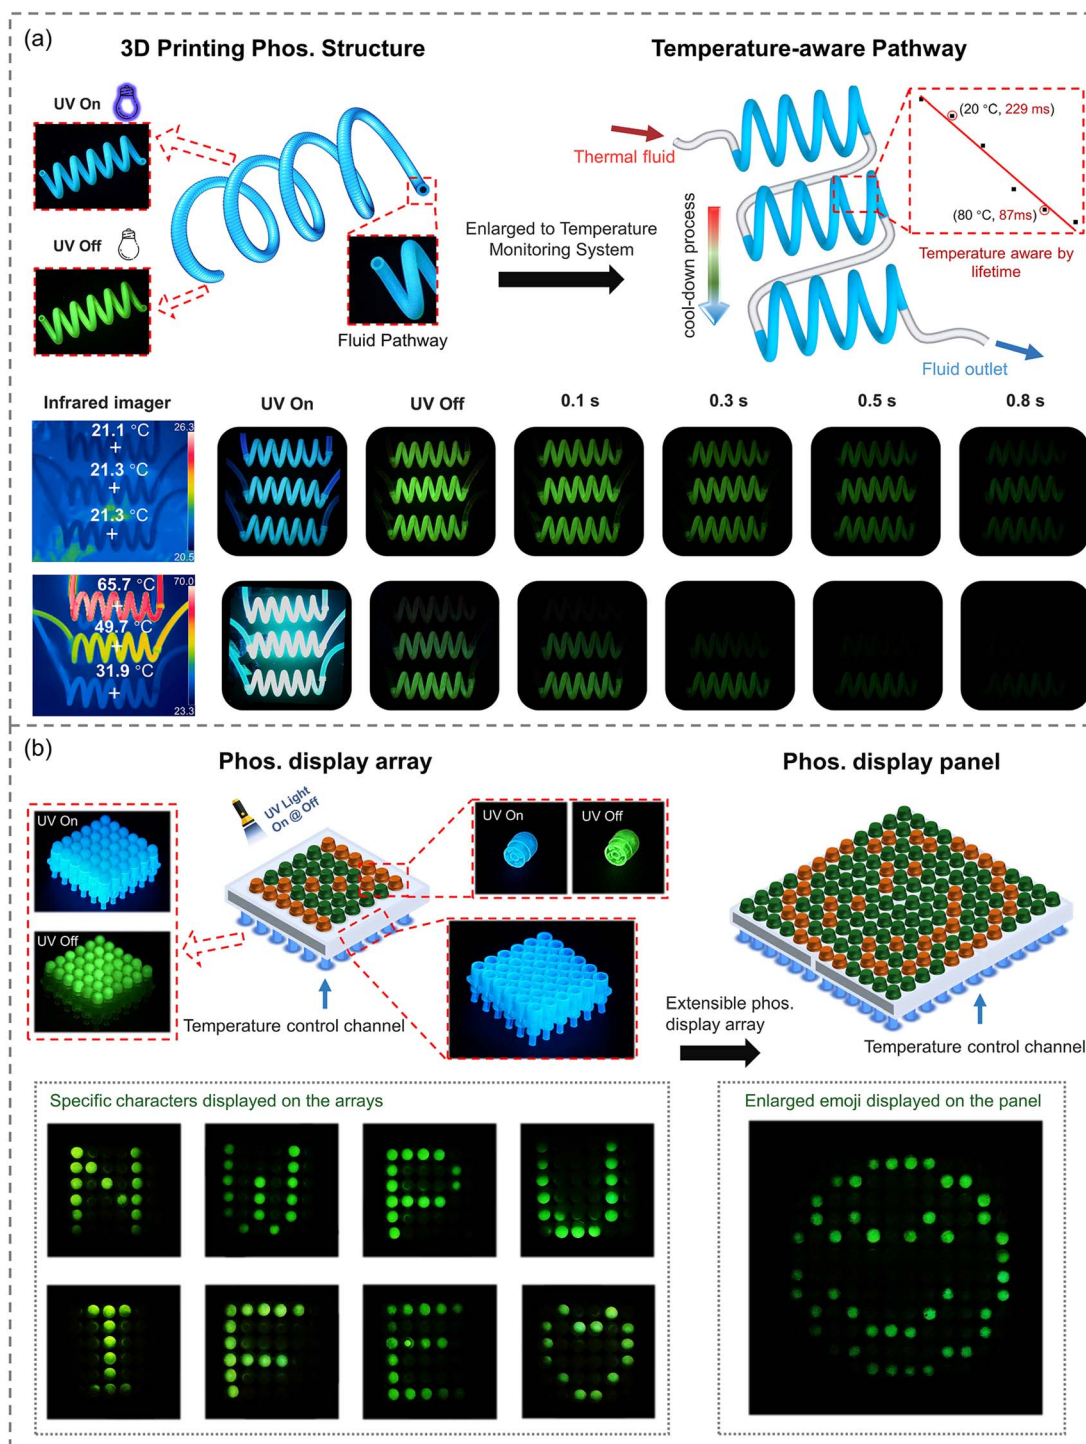 (a)
3D Printing Phos. Structure
Temperature-aware Pathway
UV On
UV Off
Fluid Pathway
Enlarged to Temperature
Monitoring System
Thermal fluid
cool-down process
(20 °C, 229 ms)
(80 °C, 87ms)
Temperature aware by
lifetime
Fluid outlet
Infrared imager
UV On
UV Off
0.1 s
0.3 s
0.5 s
0.8 s
21.1 °C
21.3 °C
21.3 °C
26.3
20.5
65.7 °C
49.7 °C
31.9 °C
70.0
23.3
(b)
Phos. display array
Phos. display panel
UV On
UV Off
UV Light
On @ Off
UV On
UV Off
Temperature control channel
Extensible phos.
display array
Temperature control channel
Specific characters displayed on the arrays
N J P U
I F E
Enlarged emoji displayed on the panel